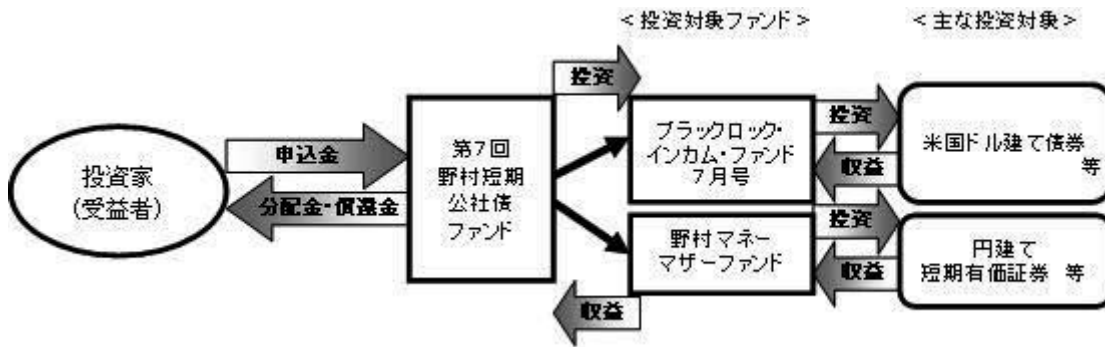 ＜投資対象ファンド＞
＜主な投資対象＞
投資
投資家
（受益者）
申込金
分配金・償還金
第7回
野村短期
公社債
ファンド
ブラックロック・
インカム・ファンド
7月号
投資
収益
米国ドル建て債券
等
野村マネー
マザーファンド
投資
収益
円建て
短期有価証券 等
収益